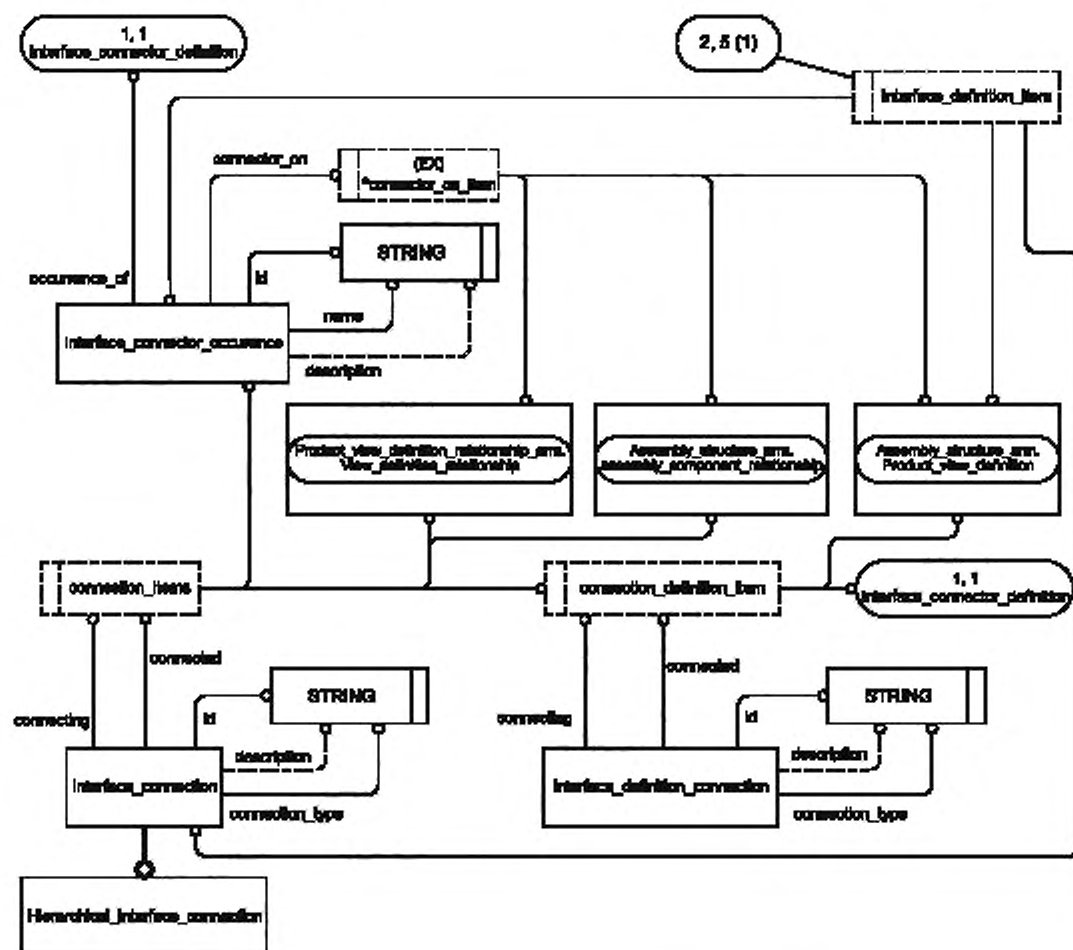 1, 1
Interface_connector_definition
2, 5 (1)
Interface_definition_item
connector_on
(EX)
*connector_on_item
STRING
occurrence_of
id
name
Interface_connector_occurence
description
Product_view_definition_relationship_arm.
View_definition_relationship
Assembly_structure_arm.
assembly_component_relationship
Assembly_structure_arm.
Product_view_definition
connection_items
connection_definition_item
1, 1
Interface_connector_definition
connected
connected
STRING
STRING
connecting
id
connecting
id
description
description
Interface_connection
Interface_definition_connection
connection_type
connection_type
Hierarchical_interface_connection